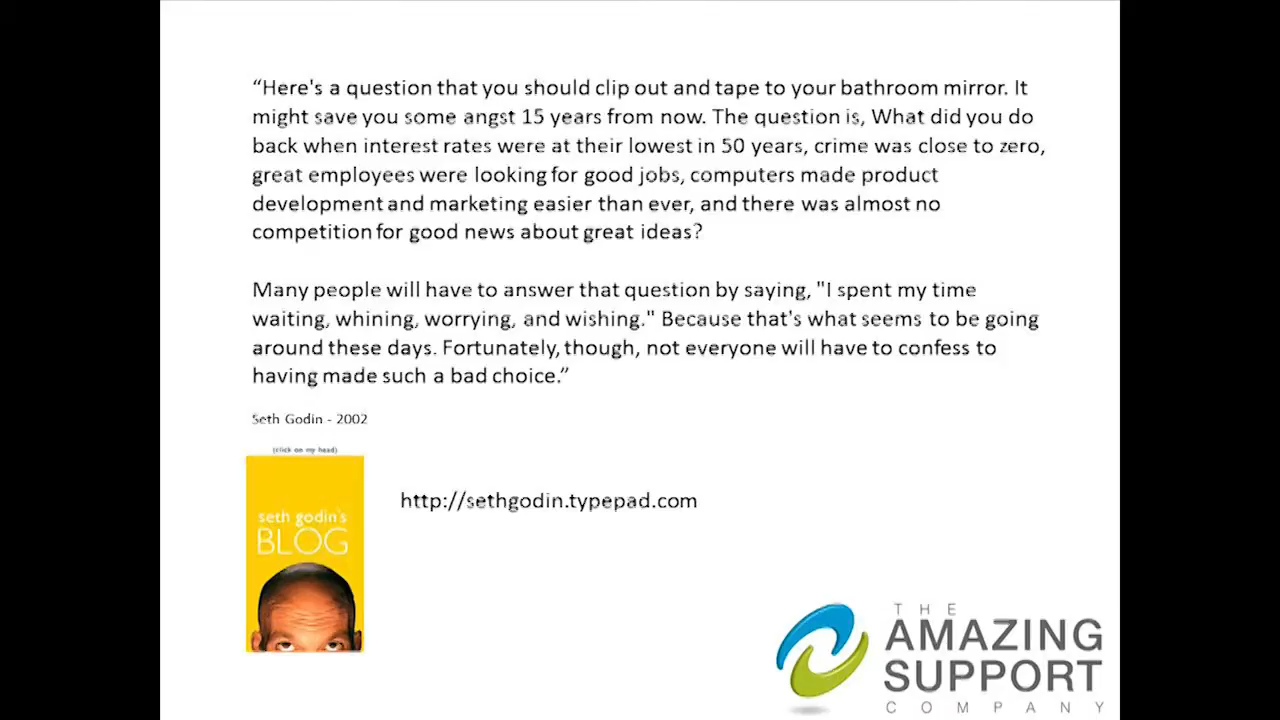 “Here's a question that you should clip out and tape to your bathroom mirror. It
might save you some angst 15 years from now. The question is, What did you do
back when interest rates were at their lowest in 50 years, crime was close to zero,
great employees were looking for good jobs, computers made product
development and marketing easier than ever, and there was almost no
competition for good news about great ideas?
Many people will have to answer that question by saying, "I spent my time
waiting, whining, worrying, and wishing." Because that's what seems to be going
around these days. Fortunately, though, not everyone will have to confess to
having made such a bad choice.”
Seth Godin - 2002
(click on my head)
seth godin's
BLOG
http://sethgodin.typepad.com
THE
AMAZING
SUPPORT
COMPANY